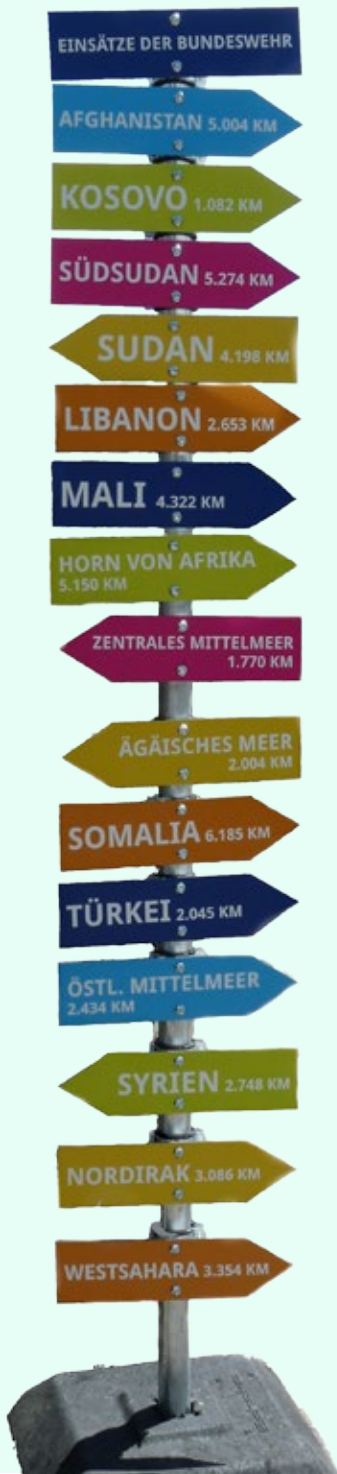 EINSÄTZE DER BUNDESWEHR
AFGHANISTAN 5.004 KM
KOSOVO 1.082 KM
SÜDSUDAN 5.274 KM
SUDAN 4.198 KM
LIBANON 2.653 KM
MALI 4.322 KM
HORN VON AFRIKA
5.150 KM
ZENTRALES MITTELMEER
1.770 KM
ÄGÄISCHES MEER
2.004 KM
SOMALIA 6.185 KM
TÜRKEI 2.045 KM
ÖSTL. MITTELMEER
2.434 KM
SYRIEN 2.748 KM
NORDIRAK 3.086 KM
WESTSAHARA 3.354 KM